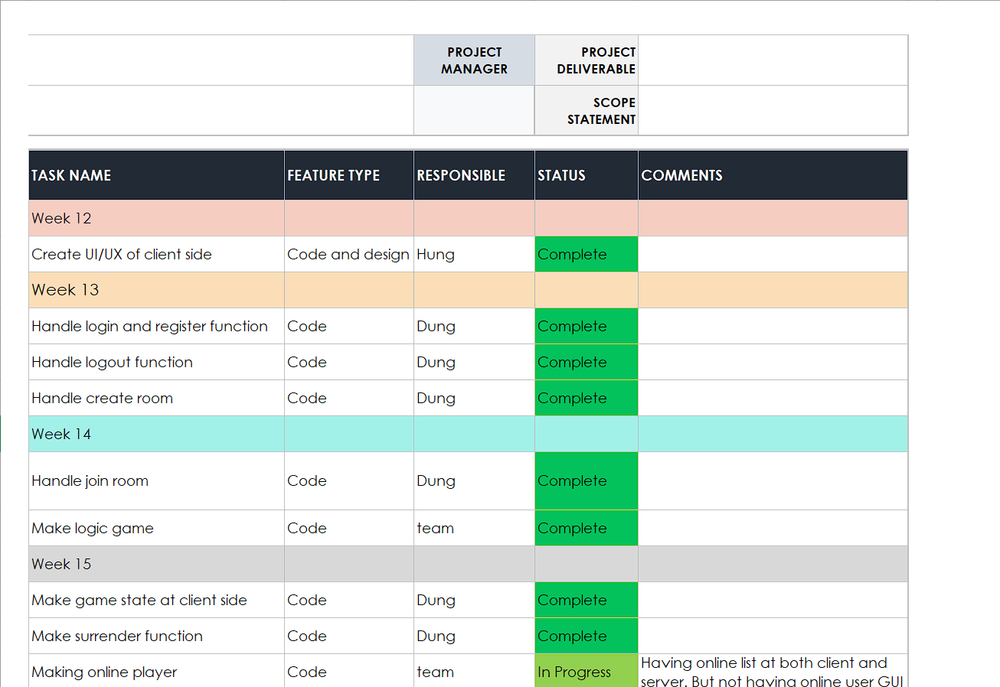 PROJECT
MANAGER
PROJECT
DELIVERABLE
SCOPE
STATEMENT
TASK NAME FEATURE TYPE RESPONSIBLE STATUS COMMENTS
Week 12
Create UI/UX of client side Code and design Hung Complete
Week 13
Handle login and register function Code Dung Complete
Handle logout function Code Dung Complete
Handle create room Code Dung Complete
Week 14
Handle join room Code Dung Complete
Make logic game Code team Complete
Week 15
Make game state at client side Code Dung Complete
Make surrender function Code Dung Complete
Making online player Code team In Progress Having online list at both client and
server. But not having online user GUI